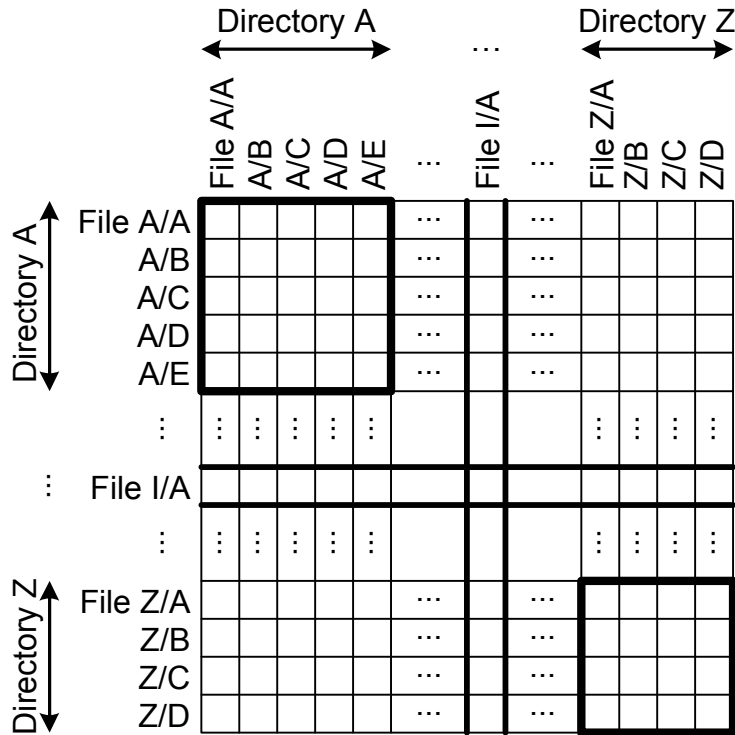 Directory A … Directory Z
File A/A A/B A/C A/D A/E … File I/A … File Z/A Z/B Z/C Z/D
Directory A
File A/A … …
A/B … …
A/C … …
A/D … …
A/E … …
⋮ ⋮ ⋮ ⋮ ⋮ ⋮ ⋮ ⋮ ⋮ ⋮
⋮ File I/A
⋮ ⋮ ⋮ ⋮ ⋮ ⋮ ⋮ ⋮ ⋮ ⋮
Directory Z
File Z/A … …
Z/B … …
Z/C … …
Z/D … …